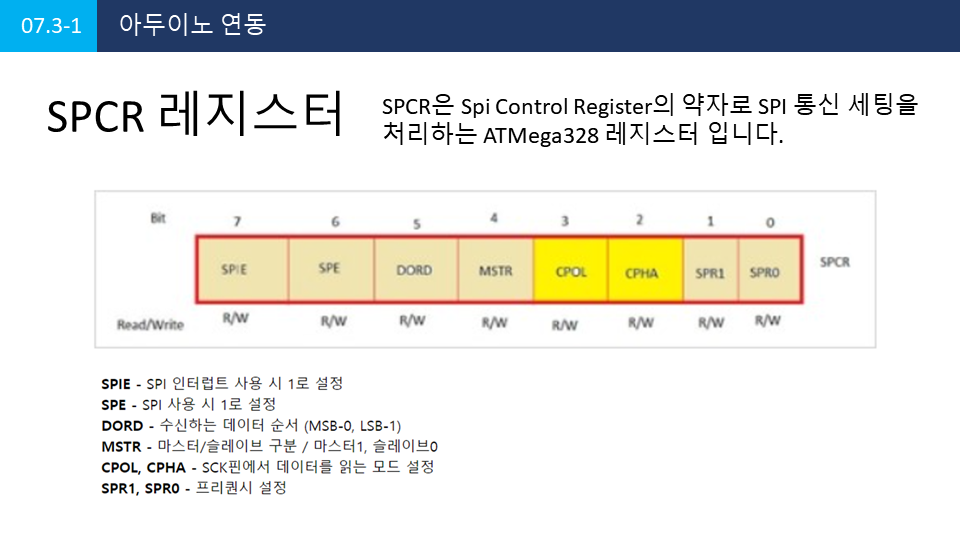 07.3-1 아두이노 연동
SPCR 레지스터
SPCR은 Spi Control Register의 약자로 SPI 통신 세팅을
처리하는 ATMega328 레지스터 입니다.
Bit 7 6 5 4 3 2 1 0
SPIE SPE DORD MSTR CPOL CPHA SPR1 SPR0 SPCR
Read/Write R/W R/W R/W R/W R/W R/W R/W R/W
SPIE - SPI 인터럽트 사용 시 1로 설정
SPE - SPI 사용 시 1로 설정
DORD - 수신하는 데이터 순서 (MSB-0, LSB-1)
MSTR - 마스터/슬레이브 구분 / 마스터1, 슬레이브0
CPOL, CPHA - SCK핀에서 데이터를 읽는 모드 설정
SPR1, SPR0 - 프리퀀시 설정